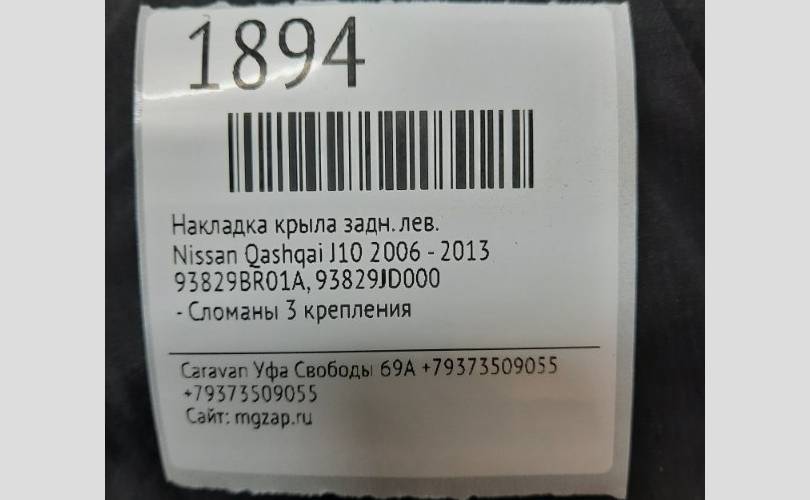 1894
Накладка крыла задн. лев.
Nissan Qashqai J10 2006 - 2013
93829BR01A, 93829JD000
- Сломаны 3 крепления
Caravan Уфа Свободы 69А +79373509055
+79373509055
Сайт: mgzap.ru